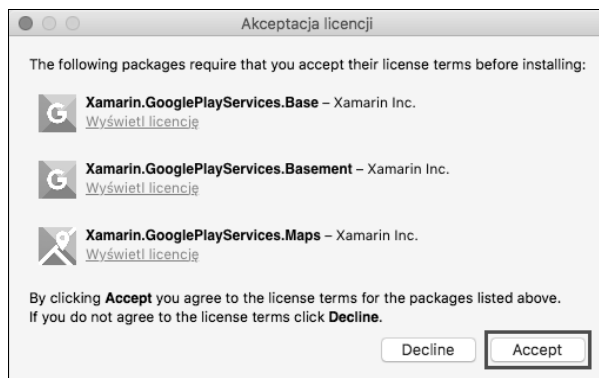 Akceptacja licencji
The following packages require that you accept their license terms before installing:
Xamarin.GooglePlayServices.Base – Xamarin Inc.
Wyświetl licencję
Xamarin.GooglePlayServices.Basement – Xamarin Inc.
Wyświetl licencję
Xamarin.GooglePlayServices.Maps – Xamarin Inc.
Wyświetl licencję
By clicking Accept you agree to the license terms for the packages listed above.
If you do not agree to the license terms click Decline.
Decline Accept